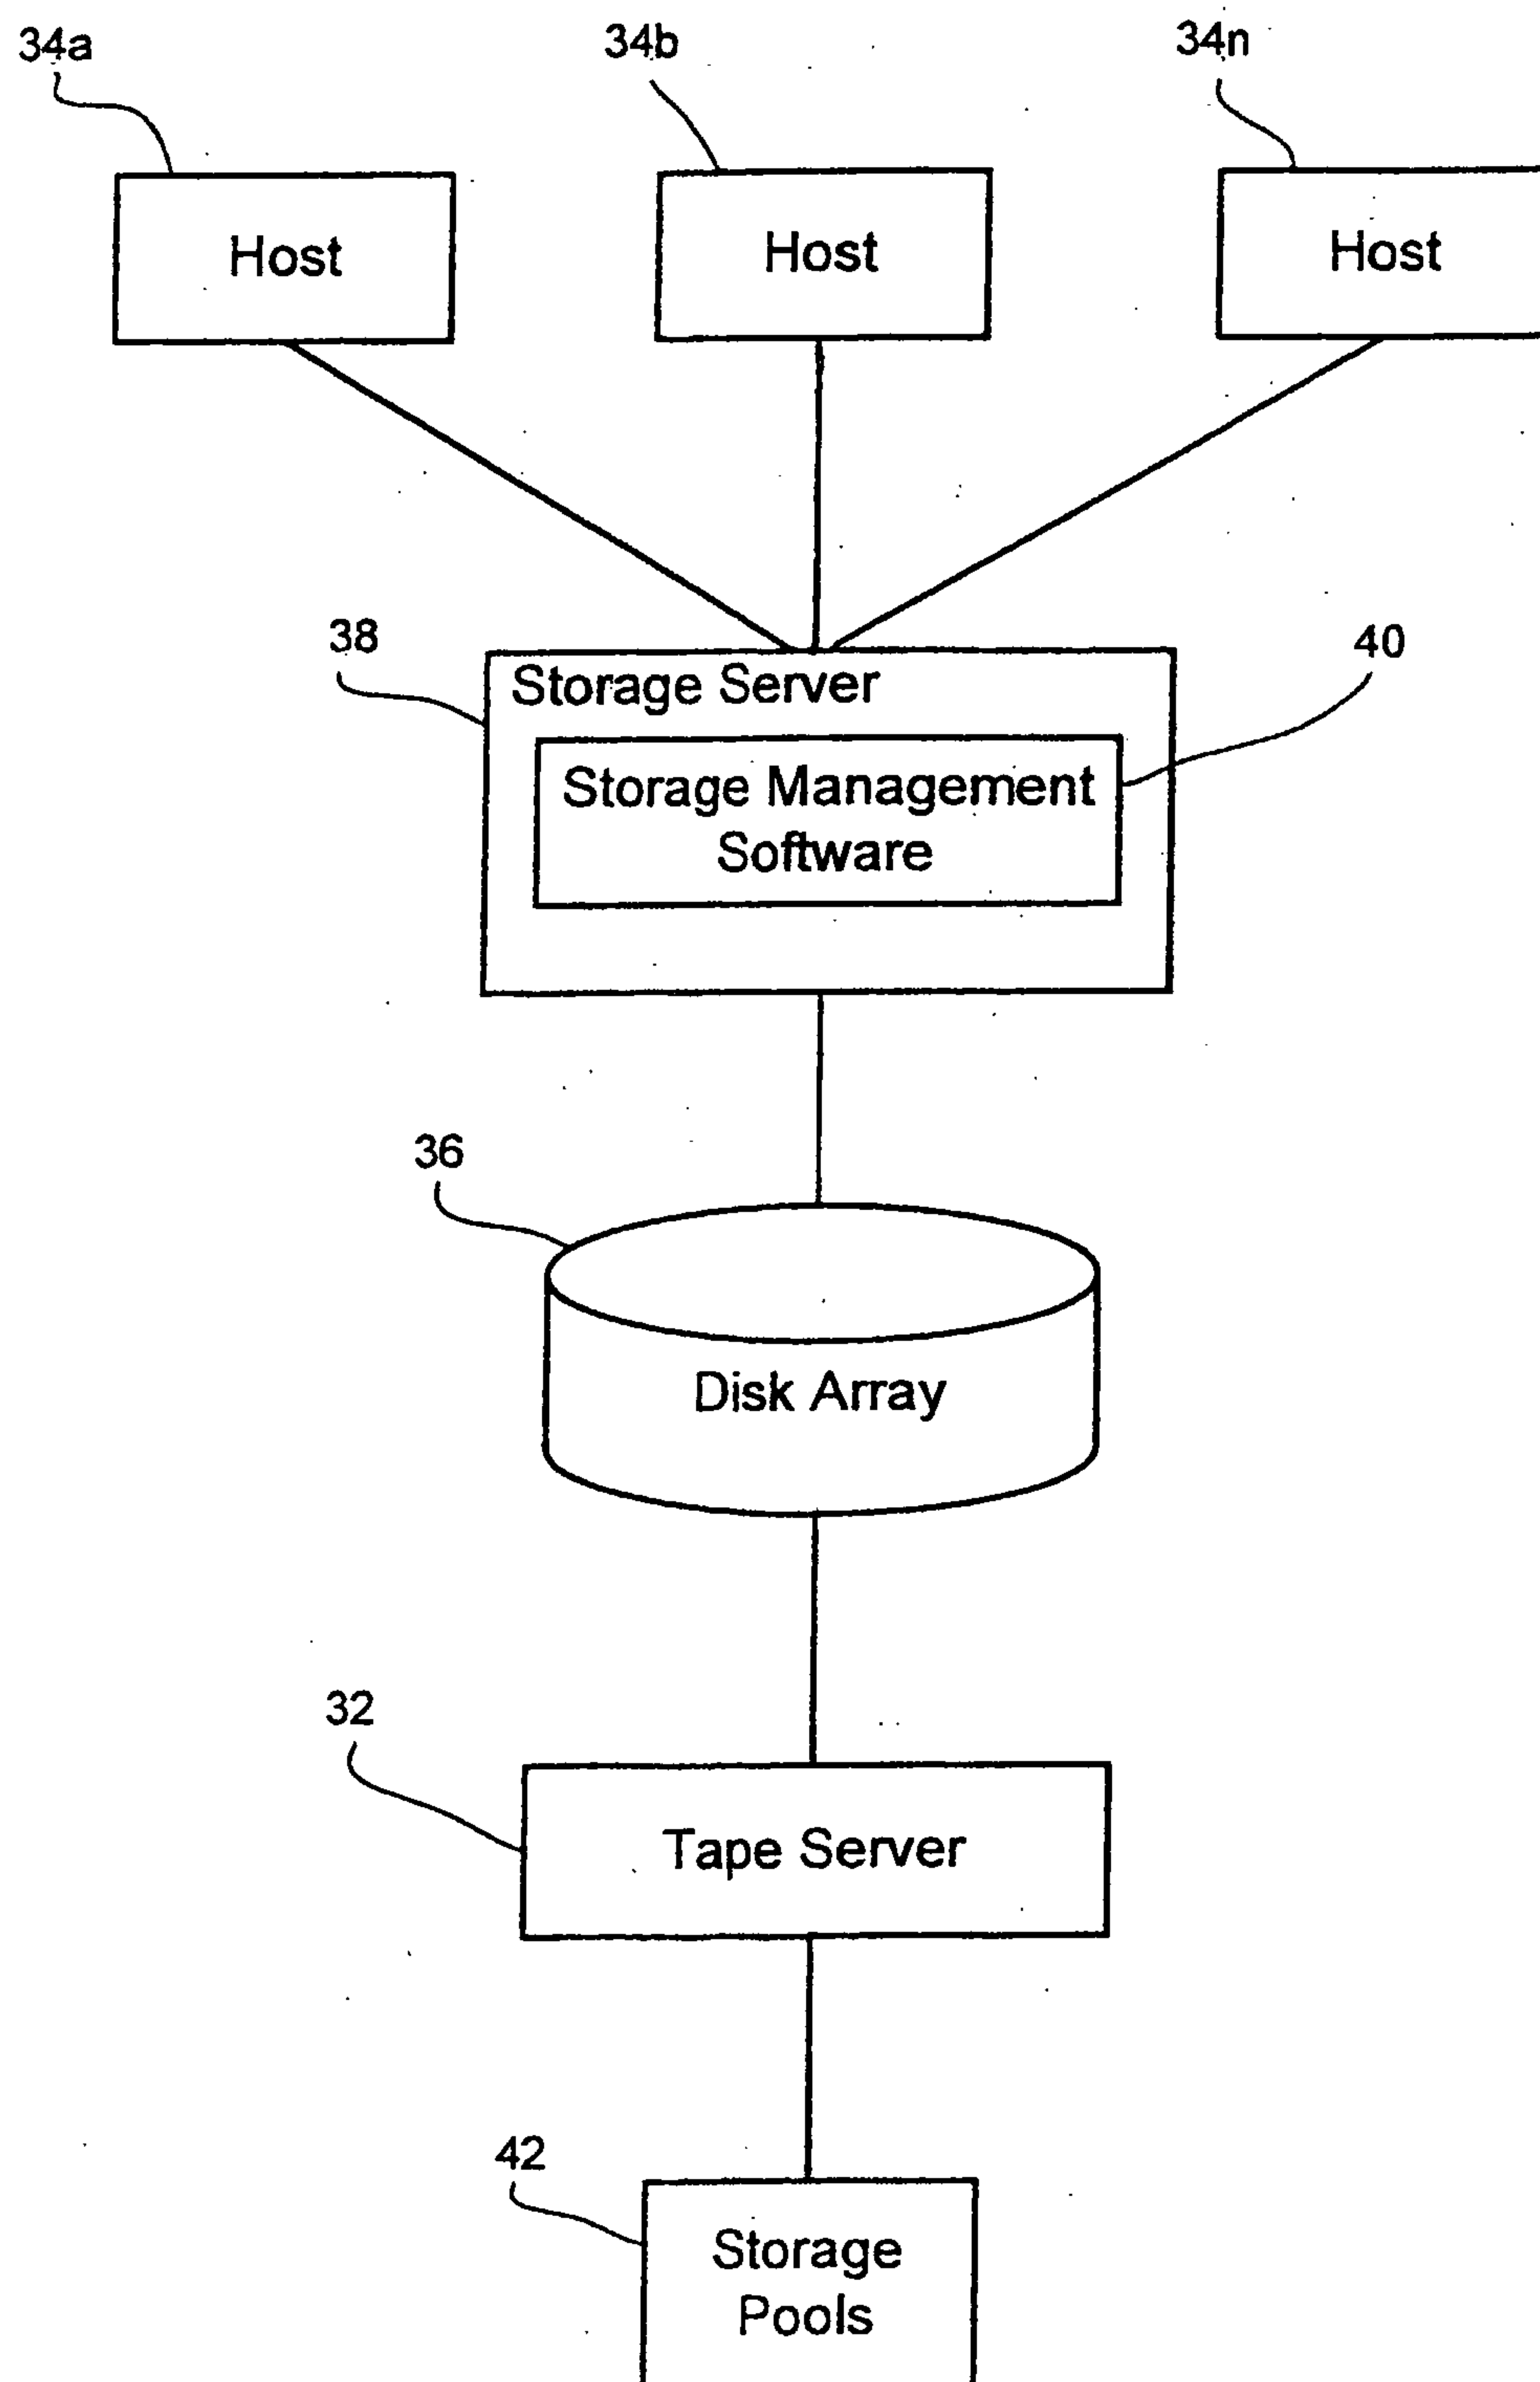 34a
34b
34n
Host
Host
Host
38
40
Storage Server
Storage Management
Software
36
Disk Array
32
Tape Server
42
Storage
Pools